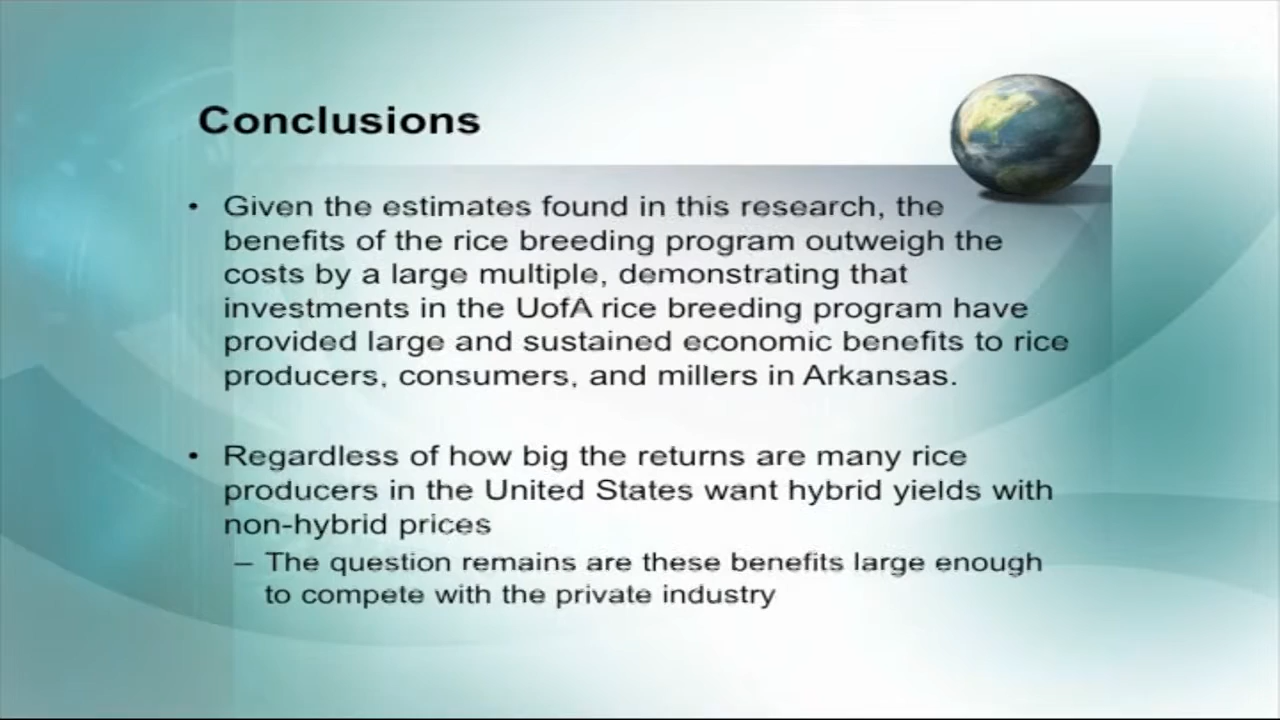 Conclusions
• Given the estimates found in this research, the
benefits of the rice breeding program outweigh the
costs by a large multiple, demonstrating that
investments in the UofA rice breeding program have
provided large and sustained economic benefits to rice
producers, consumers, and millers in Arkansas.
• Regardless of how big the returns are many rice
producers in the United States want hybrid yields with
non-hybrid prices
– The question remains are these benefits large enough
to compete with the private industry